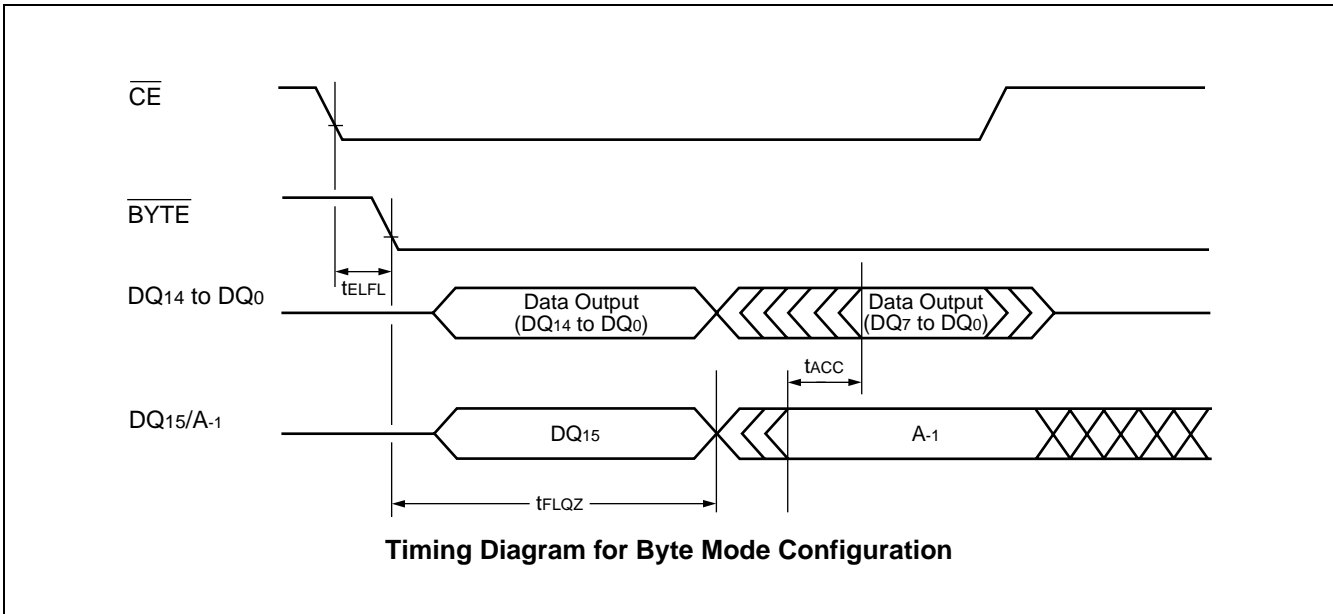 CE
BYTE
tELFL
DQ14 to DQ0
Data Output
(DQ14 to DQ0)
Data Output
(DQ7 to DQ0)
tACC
DQ15/A-1
DQ15
A-1
tFLQZ
Timing Diagram for Byte Mode Configuration